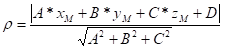 ρ = |A * x_M + B * y_M + C * z_M + D| / √(A² + B² + C²)